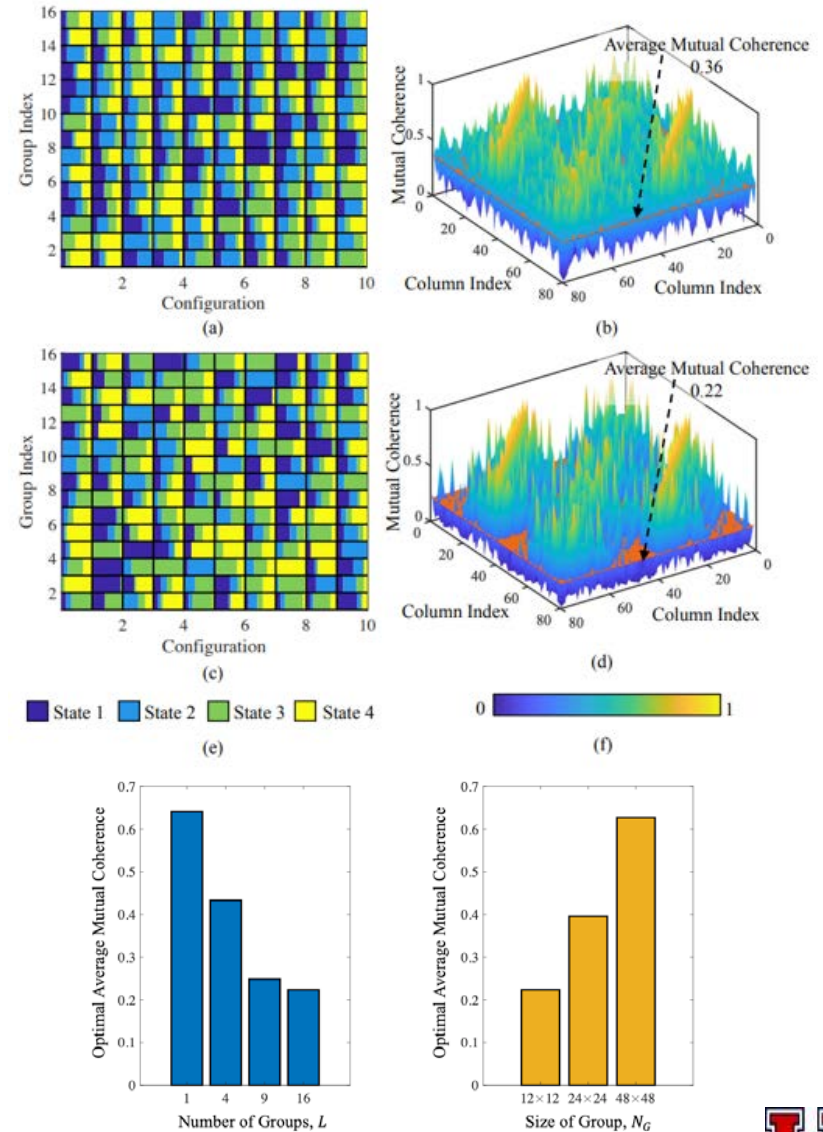 16
14
12
10
8
6
4
2
Group Index
2 4 6 8 10
Configuration
(a)
Average Mutual Coherence
0.36
1
0.5
0
Mutual Coherence
0
20
40
60
80
Column Index
80
60
40
20
0
Column Index
(b)
16
14
12
10
8
6
4
2
Group Index
2 4 6 8 10
Configuration
(c)
Average Mutual Coherence
0.22
1
0.5
0
Mutual Coherence
0
20
40
60
80
Column Index
80
60
40
20
0
Column Index
(d)
State 1 State 2 State 3 State 4
(e)
0 1
(f)
0.7
0.6
0.5
0.4
0.3
0.2
0.1
0
Optimal Average Mutual Coherence
1 4 9 16
Number of Groups, L
0.7
0.6
0.5
0.4
0.3
0.2
0.1
0
Optimal Average Mutual Coherence
12×12 24×24 48×48
Size of Group, N_G